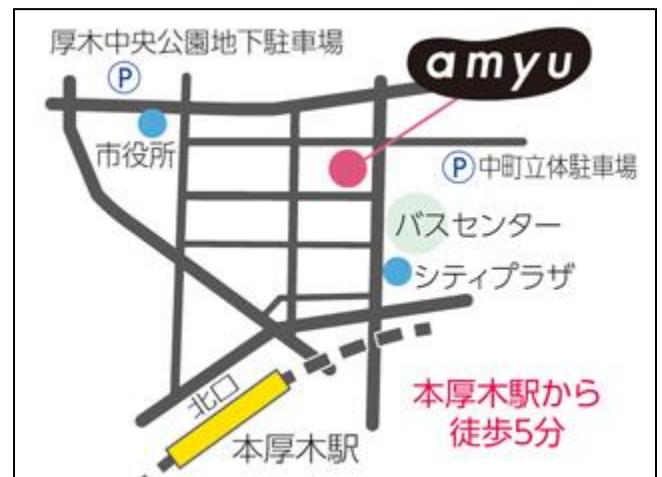 厚木中央公園地下駐車場
amyu
P
市役所
P中町立体駐車場
バスセンター
シティプラザ
北口
本厚木駅から
徒歩5分
本厚木駅